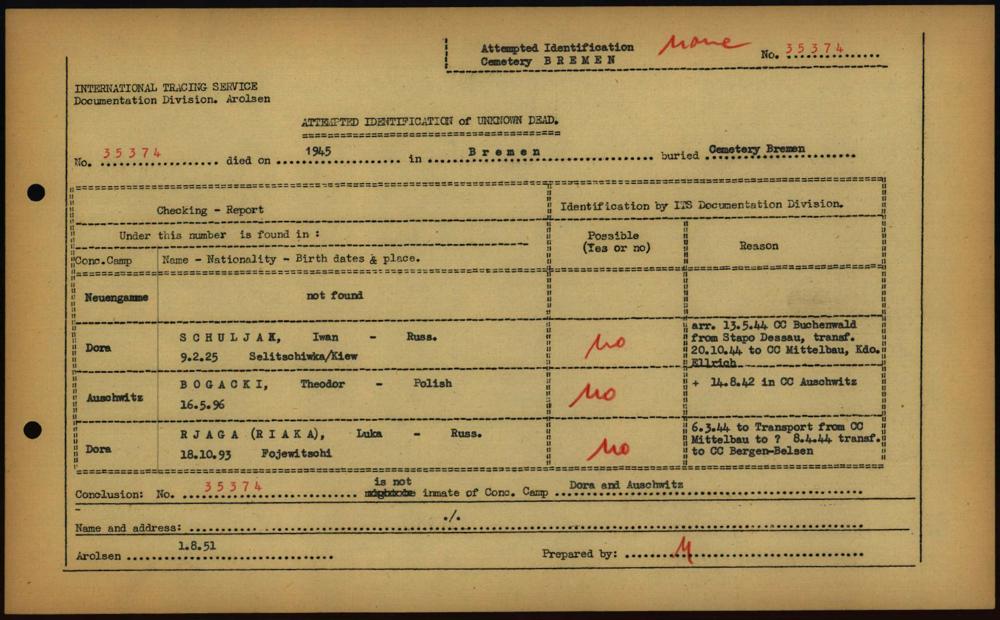 Attempted Identification none
Cemetery B R E M E N No. 35374
INTERNATIONAL TRACING SERVICE
Documentation Division. Arolsen
ATTEMPTED IDENTIFICATION of UNKNOWN DEAD.
No. 35374 died on 1945 in B r e m e n buried Cemetery Bremen
Checking - Report
Identification by ITS Documentation Division.
Under this number is found in :
Possible
(Yes or no)
Reason
Conc.Camp Name - Nationality - Birth dates & place.
Neuengamme not found
Dora S C H U L J A K, Iwan - Russ.
9.2.25 Selitschiwka/Kiew
no
arr. 13.5.44 CC Buchenwald
from Stapo Dessau, transf.
20.10.44 to CC Mittelbau, Kdo.
Ellrich
Auschwitz B O G A C K I, Theodor - Polish
16.5.96
no
+ 14.8.42 in CC Auschwitz
Dora R J A G A (R I A K A), Luka - Russ.
18.10.93 Fojewitschi
no
6.3.44 to Transport from CC
Mittelbau to ? 8.4.44 transf.
to CC Bergen-Belsen
Conclusion: No. 35374 is not inmate of Conc. Camp Dora and Auschwitz
Name and address: ./.
Arolsen 1.8.51 Prepared by: